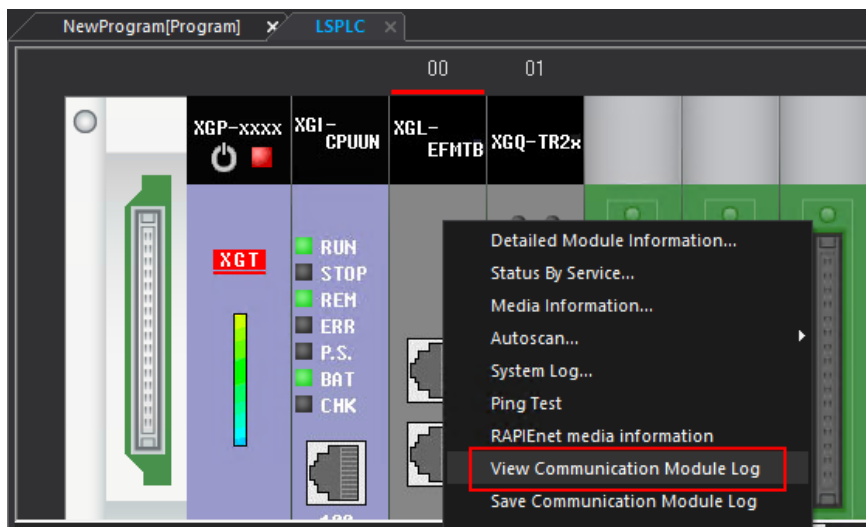 NewProgram[Program] ×
LSPLC ×
00
01
XGP-xxxx
XGI-
CPUUN
XGL-
EFMTB
XGQ-TR2x
XGT
RUN
STOP
REM
ERR
P.S.
BAT
CHK
Detailed Module Information...
Status By Service...
Media Information...
Autoscan...
System Log...
Ping Test
RAPIEnet media information
View Communication Module Log
Save Communication Module Log